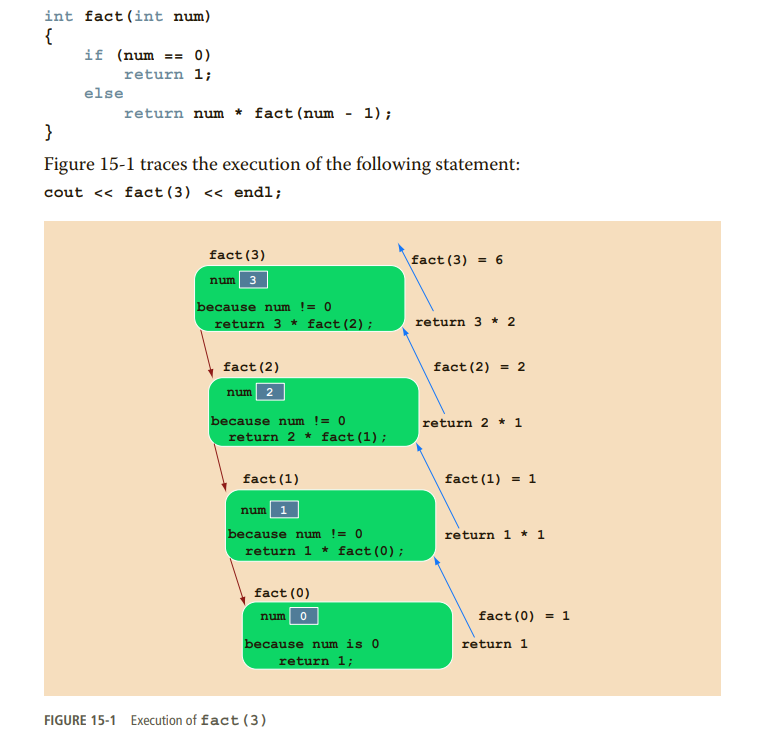 int fact(int num)
{
    if (num == 0)
        return 1;
    else
        return num * fact(num - 1);
}
Figure 15-1 traces the execution of the following statement:
cout << fact(3) << endl;
fact(3)
fact(3) = 6
num 3
because num != 0
return 3 * fact(2);
return 3 * 2
fact(2)
fact(2) = 2
num 2
because num != 0
return 2 * fact(1);
return 2 * 1
fact(1)
fact(1) = 1
num 1
because num != 0
return 1 * fact(0);
return 1 * 1
fact(0)
num 0
fact(0) = 1
because num is 0
return 1;
return 1
FIGURE 15-1 Execution of fact(3)